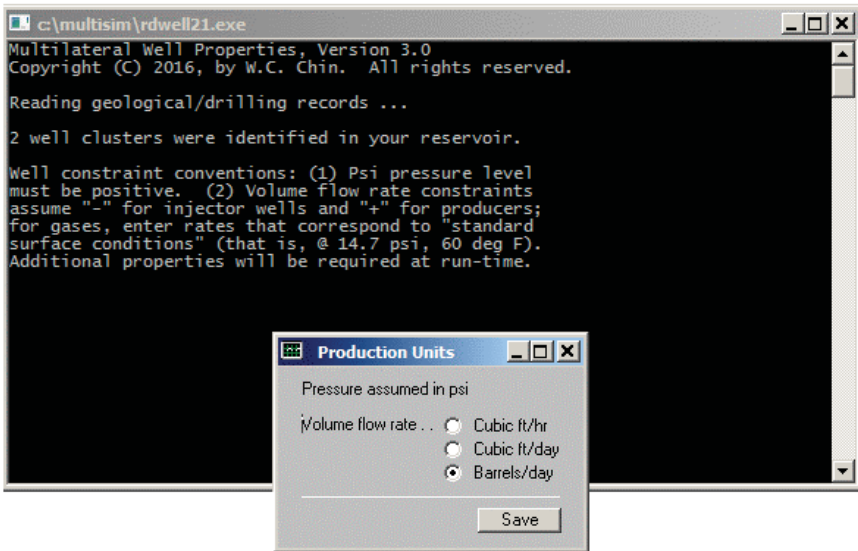 c:\multisim\rdwell21.exe
Multilateral Well Properties, Version 3.0
Copyright (C) 2016, by W.C. Chin.  All rights reserved.
Reading geological/drilling records ...
2 well clusters were identified in your reservoir.
Well constraint conventions: (1) Psi pressure level
must be positive.  (2) Volume flow rate constraints
assume "-" for injector wells and "+" for producers;
for gases, enter rates that correspond to "standard
surface conditions" (that is, @ 14.7 psi, 60 deg F).
Additional properties will be required at run-time.
Production Units
Pressure assumed in psi
Volume flow rate . . Cubic ft/hr
Cubic ft/day
Barrels/day
Save